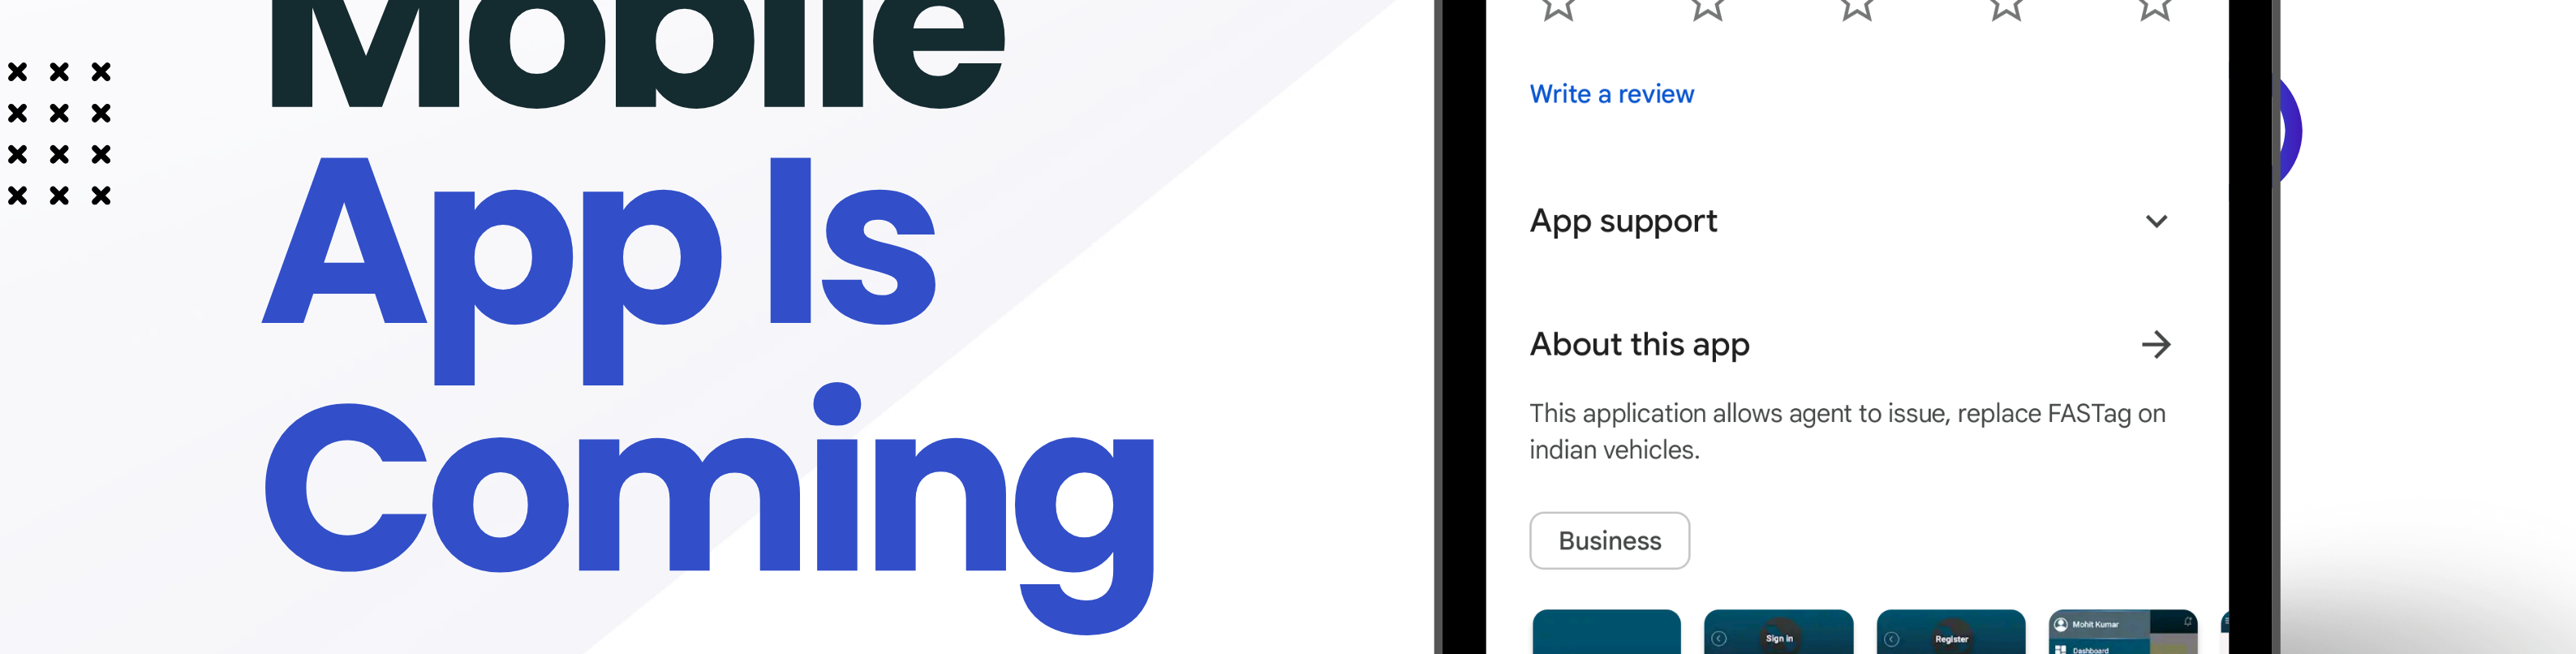 Mobile
App Is
Coming
Write a review
App support
About this app
This application allows agent to issue, replace FASTag on
indian vehicles.
Business
Sign in
Register
Mohit Kumar
Dashboard